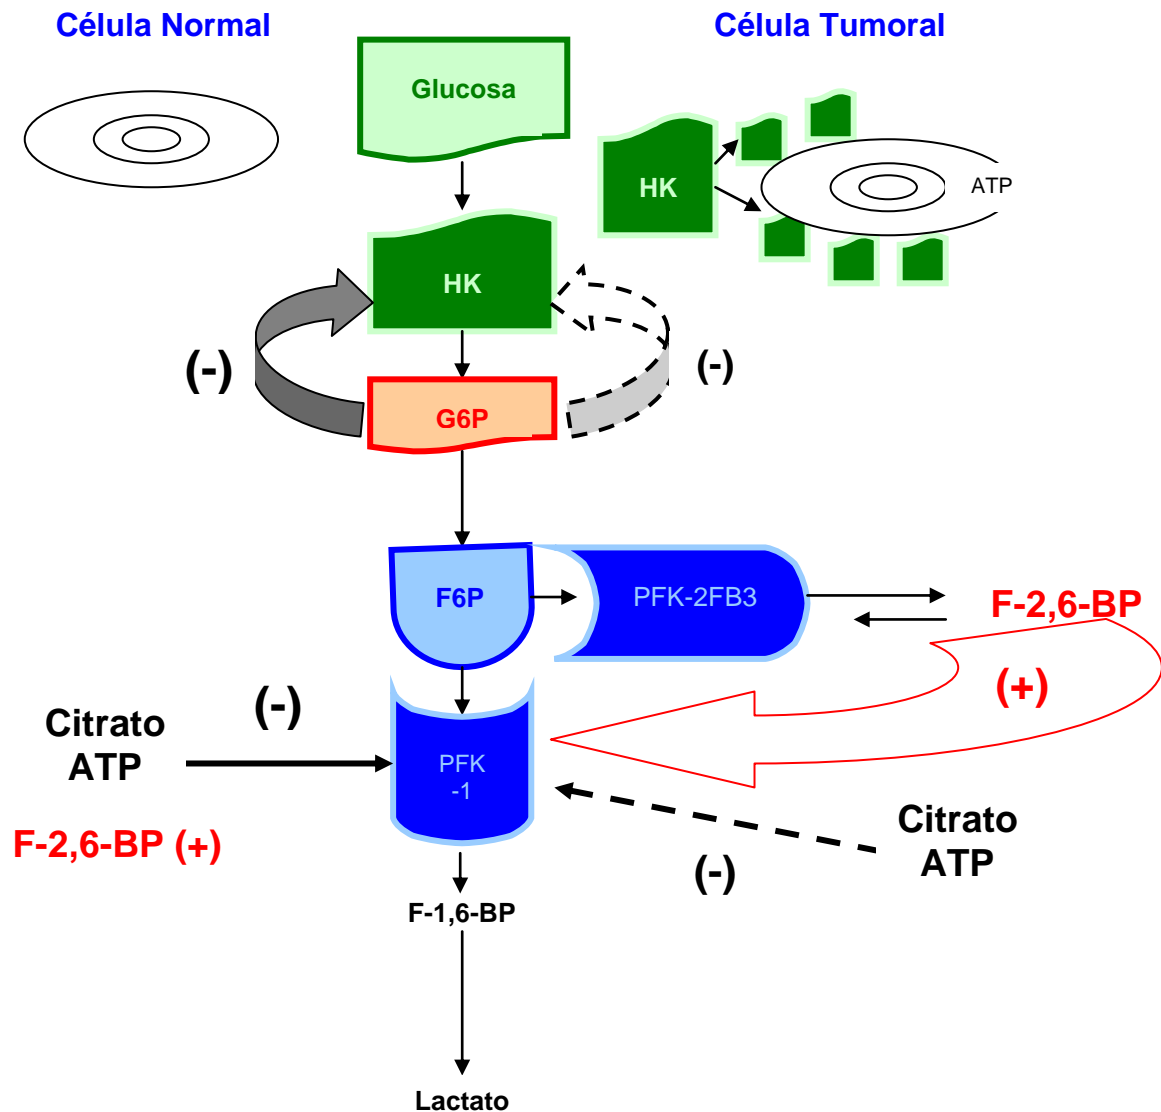 Célula Normal
Célula Tumoral
Glucosa
HK
ATP
HK
(-)
(-)
G6P
F6P
PFK-2FB3
F-2,6-BP
(+)
(-)
Citrato
ATP
PFK
-1
F-2,6-BP (+)
Citrato
ATP
(-)
F-1,6-BP
Lactato